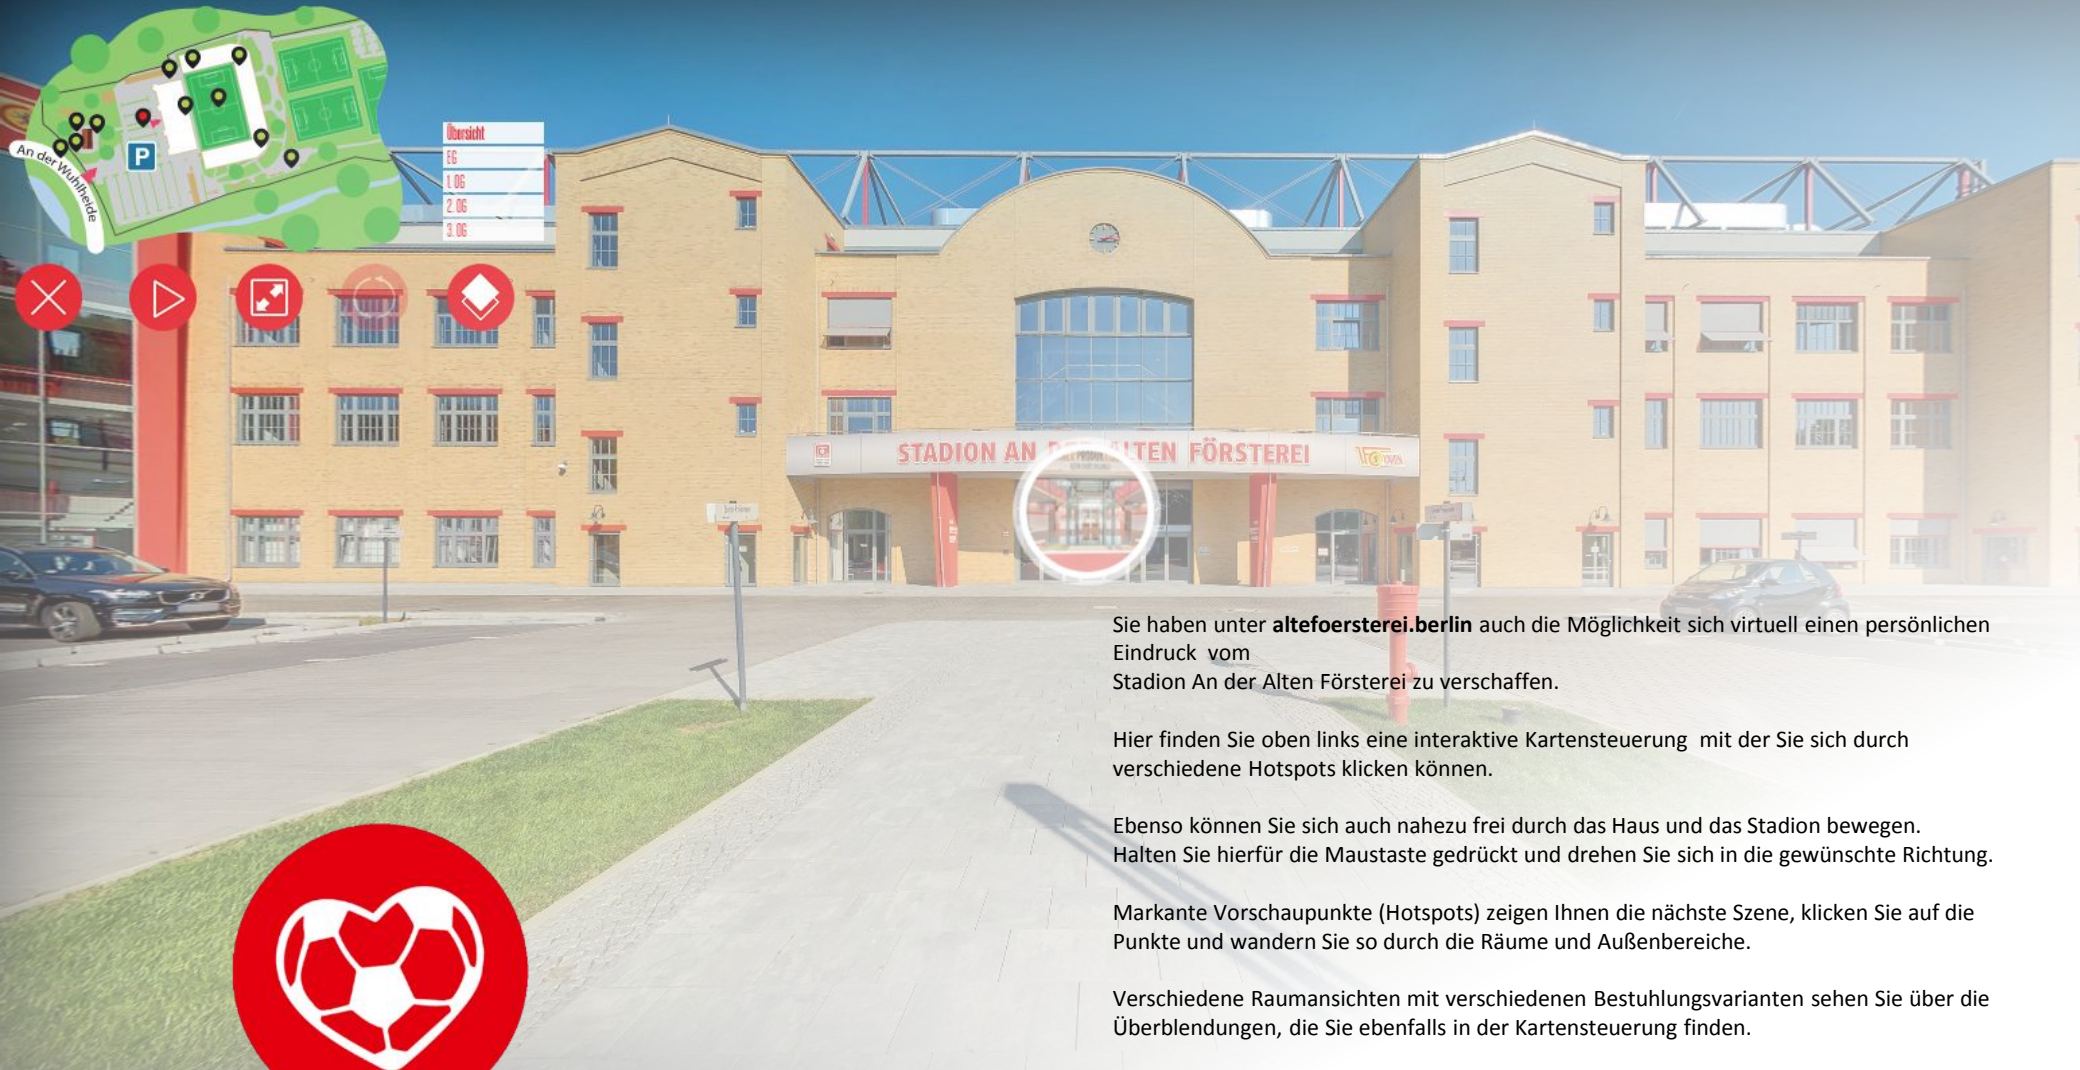 An der Wuhlheide
P
Übersicht
EG
1. OG
2. OG
3. OG
STADION AN DER ALTEN FÖRSTEREI
Sie haben unter altefoersterei.berlin auch die Möglichkeit sich virtuell einen persönlichen
Eindruck vom
Stadion An der Alten Försterei zu verschaffen.
Hier finden Sie oben links eine interaktive Kartensteuerung mit der Sie sich durch
verschiedene Hotspots klicken können.
Ebenso können Sie sich auch nahezu frei durch das Haus und das Stadion bewegen.
Halten Sie hierfür die Maustaste gedrückt und drehen Sie sich in die gewünschte Richtung.
Markante Vorschaupunkte (Hotspots) zeigen Ihnen die nächste Szene, klicken Sie auf die
Punkte und wandern Sie so durch die Räume und Außenbereiche.
Verschiedene Raumansichten mit verschiedenen Bestuhlungsvarianten sehen Sie über die
Überblendungen, die Sie ebenfalls in der Kartensteuerung finden.